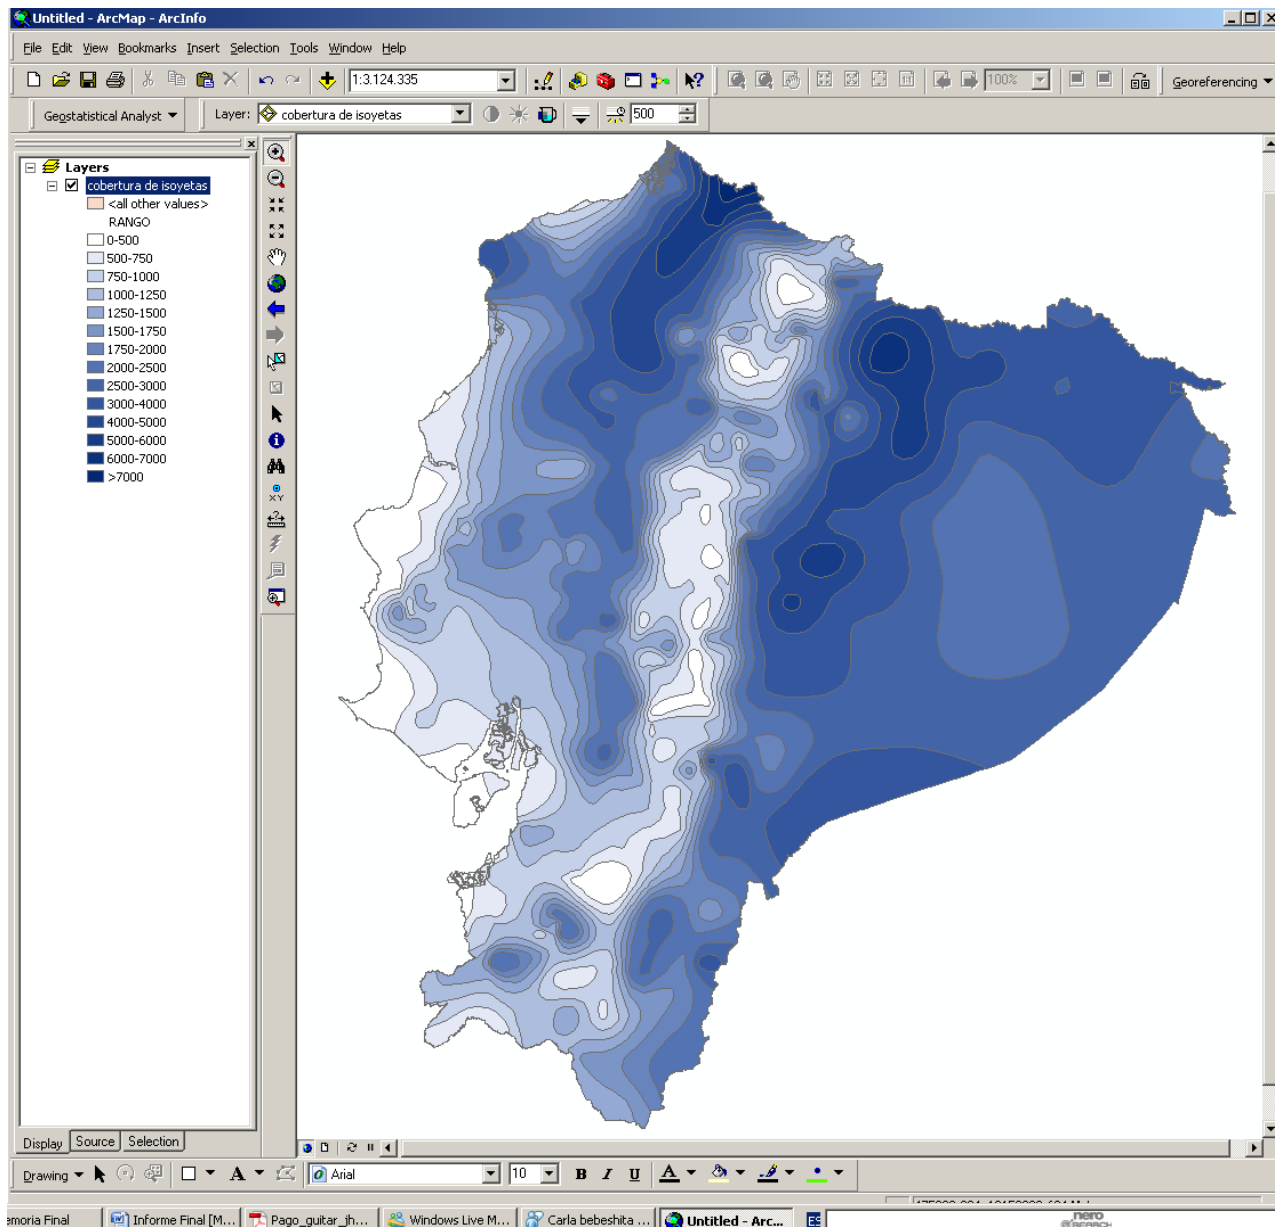 Untitled - ArcMap - ArcInfo
File Edit View Bookmarks Insert Selection Tools Window Help
1:3.124.335
100%
Georeferencing
Geostatistical Analyst
Layer:
cobertura de isoyetas
500
Layers
cobertura de isoyetas
<all other values>
RANGO
0-500
500-750
750-1000
1000-1250
1250-1500
1500-1750
1750-2000
2000-2500
2500-3000
3000-4000
4000-5000
5000-6000
6000-7000
>7000
Display Source Selection
Drawing
A
Arial
10
B I U A
emoria Final
Informe Final [M...
Pago_guitar_jh...
Windows Live M...
Carla bebeshita ...
Untitled - Arc...
ES
nero
SEARCH